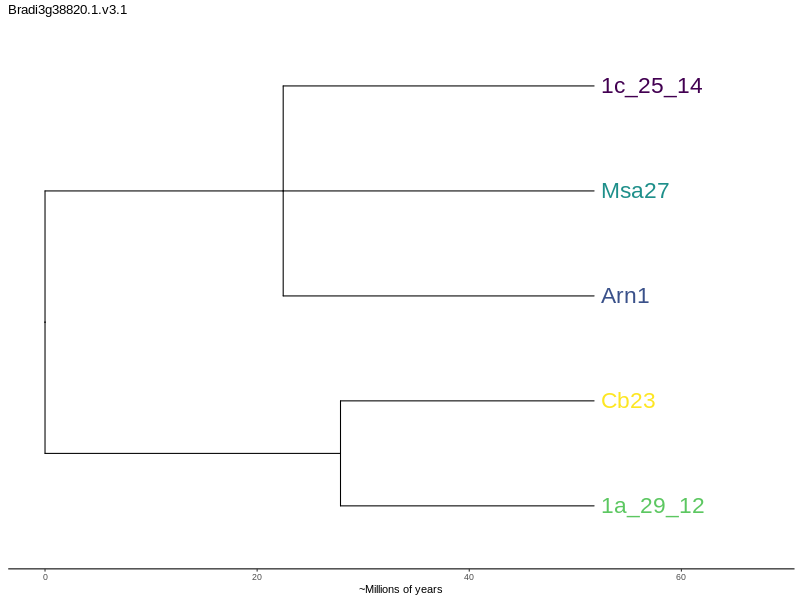 Bradi3g38820.1.v3.1
1c_25_14
Msa27
Arn1
Cb23
1a_29_12
0 20 40 60
~Millions of years